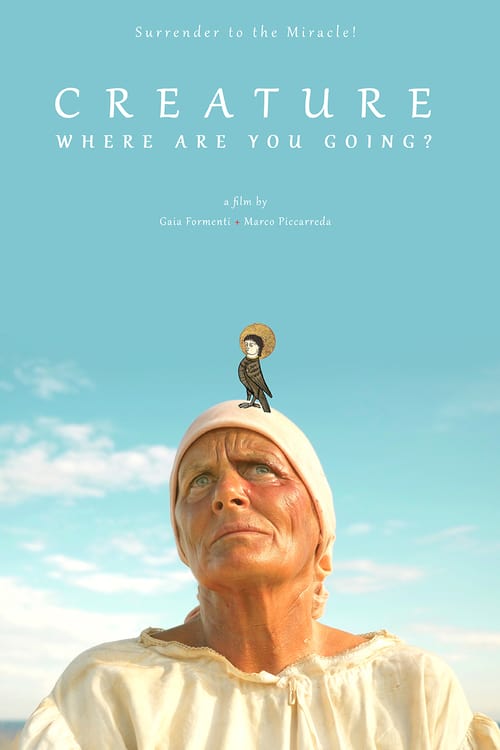 Surrender to the Miracle!
CREATURE
WHERE ARE YOU GOING?
a film by
Gaia Formenti + Marco Piccarreda